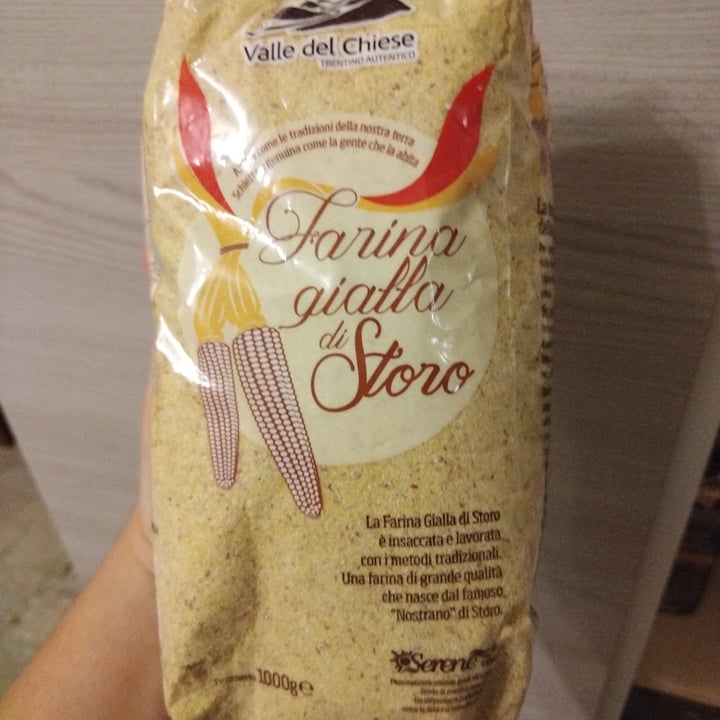 Valle del Chiese
TRENTINO AUTENTICO
come le tradizioni della nostra terra
genuina come la gente che la abita
Farina
gialla
di
Storo
La Farina Gialla di Storo
è insaccata e lavorata
con i metodi tradizionali.
Una farina di grande qualità
che nasce dal famoso
"Nostrano" di Storo.
Serene
1000g ℮